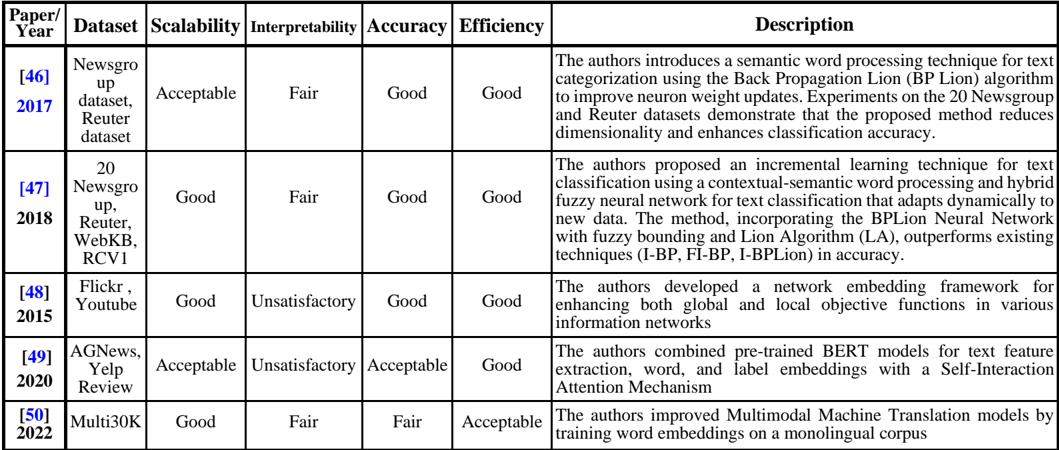 Paper/
Year
Dataset
Scalability
Interpretability
Accuracy
Efficiency
Description
[46]
2017
Newsgro
up
dataset,
Reuter
dataset
Acceptable
Fair
Good
Good
The authors introduces a semantic word processing technique for text
categorization using the Back Propagation Lion (BP Lion) algorithm
to improve neuron weight updates. Experiments on the 20 Newsgroup
and Reuter datasets demonstrate that the proposed method reduces
dimensionality and enhances classification accuracy.
[47]
2018
20
Newsgro
up,
Reuter,
WebKB,
RCV1
Good
Fair
Good
Good
The authors proposed an incremental learning technique for text
classification using a contextual-semantic word processing and hybrid
fuzzy neural network for text classification that adapts dynamically to
new data. The method, incorporating the BPLion Neural Network
with fuzzy bounding and Lion Algorithm (LA), outperforms existing
techniques (I-BP, FI-BP, I-BPLion) in accuracy.
[48]
2015
Flickr ,
Youtube
Good
Unsatisfactory
Good
Good
The authors developed a network embedding framework for
enhancing both global and local objective functions in various
information networks
[49]
2020
AGNews,
Yelp
Review
Acceptable
Unsatisfactory
Acceptable
Good
The authors combined pre-trained BERT models for text feature
extraction, word, and label embeddings with a Self-Interaction
Attention Mechanism
[50]
2022
Multi30K
Good
Fair
Fair
Acceptable
The authors improved Multimodal Machine Translation models by
training word embeddings on a monolingual corpus